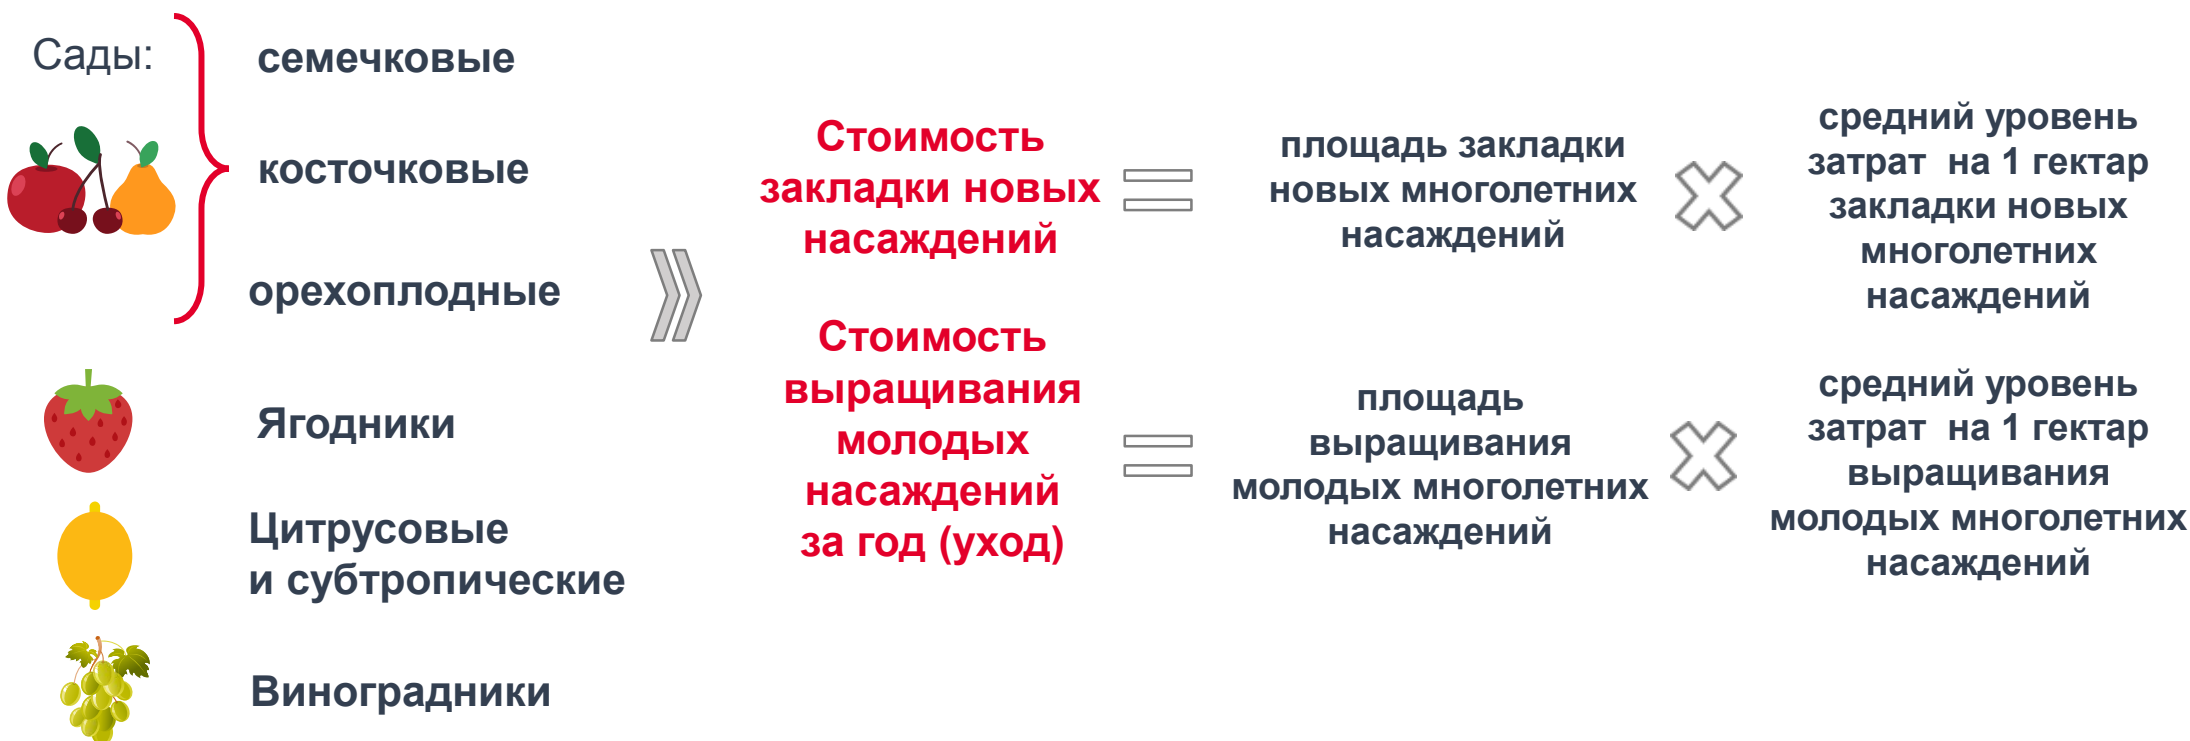 Сады:
семечковые
косточковые
орехоплодные
Ягодники
Цитрусовые
и субтропические
Виноградники
Стоимость
закладки новых
насаждений
площадь закладки
новых многолетних
насаждений
средний уровень
затрат  на 1 гектар
закладки новых
многолетних
насаждений
Стоимость
выращивания
молодых
насаждений
за год (уход)
площадь
выращивания
молодых многолетних
насаждений
средний уровень
затрат  на 1 гектар
выращивания
молодых многолетних
насаждений